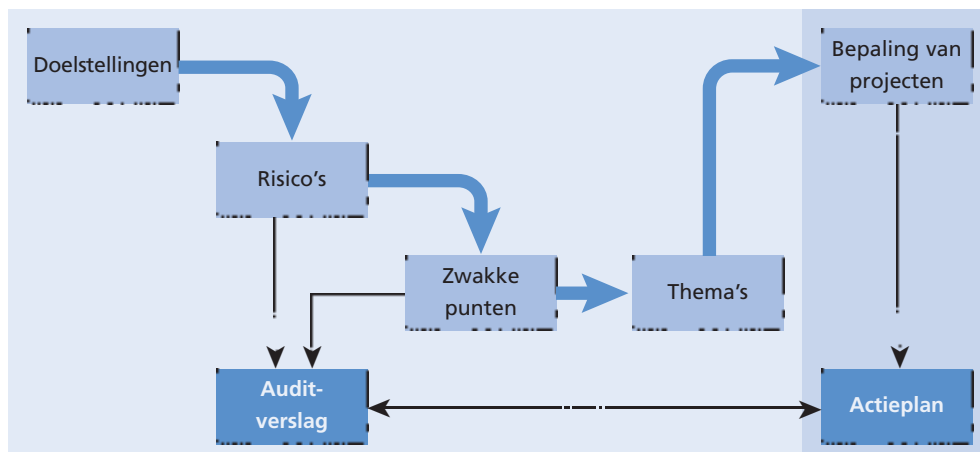 Doelstellingen
Bepaling van
projecten
Risico's
Zwakke
punten
Thema's
Audit-
verslag
Actieplan